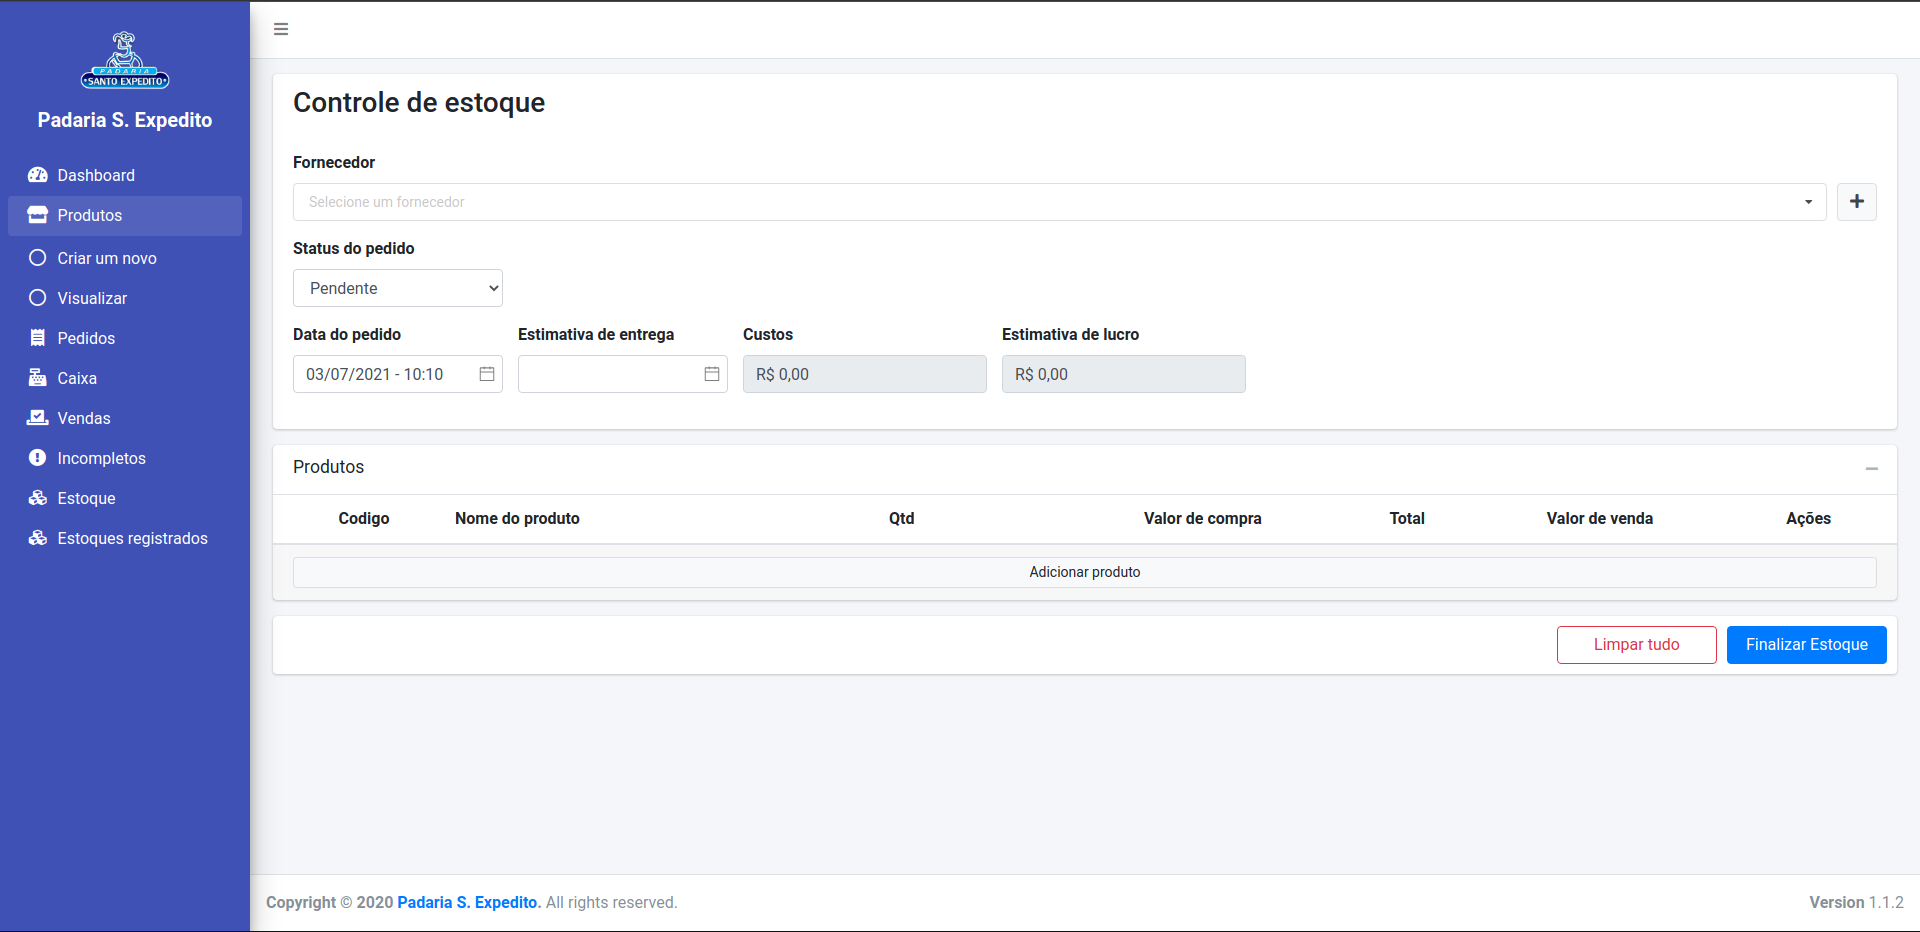 PADARIA
SANTO EXPEDITO
Padaria S. Expedito
Dashboard
Produtos
Criar um novo
Visualizar
Pedidos
Caixa
Vendas
Incompletos
Estoque
Estoques registrados
Controle de estoque
Fornecedor
Selecione um fornecedor
Status do pedido
Pendente
Data do pedido Estimativa de entrega Custos Estimativa de lucro
03/07/2021 - 10:10 R$ 0,00 R$ 0,00
Produtos
Codigo Nome do produto Qtd Valor de compra Total Valor de venda Ações
Adicionar produto
Limpar tudo Finalizar Estoque
Copyright © 2020 Padaria S. Expedito. All rights reserved. Version 1.1.2